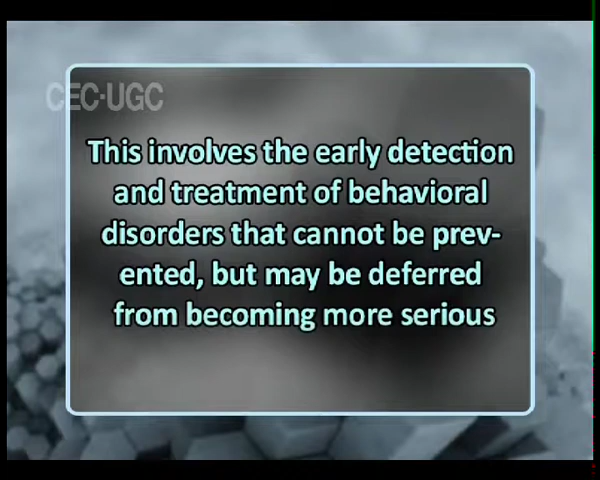 CEC-UGC
This involves the early detection
and treatment of behavioral
disorders that cannot be prev-
ented, but may be deferred
from becoming more serious